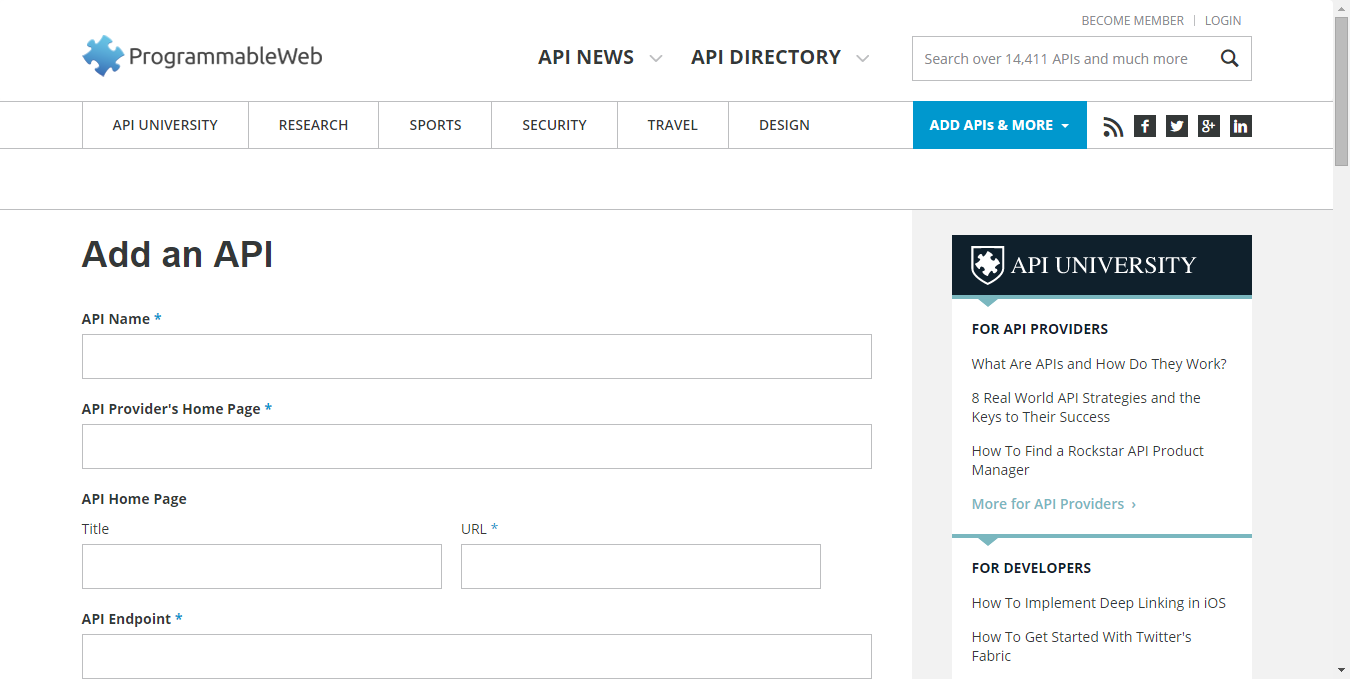 BECOME MEMBER | LOGIN
ProgrammableWeb
API NEWS API DIRECTORY
Search over 14,411 APIs and much more
API UNIVERSITY RESEARCH SPORTS SECURITY TRAVEL DESIGN ADD APIs & MORE
Add an API
API Name *
API Provider's Home Page *
API Home Page
Title URL *
API Endpoint *
API UNIVERSITY
FOR API PROVIDERS
What Are APIs and How Do They Work?
8 Real World API Strategies and the
Keys to Their Success
How To Find a Rockstar API Product
Manager
More for API Providers ›
FOR DEVELOPERS
How To Implement Deep Linking in iOS
How To Get Started With Twitter's
Fabric